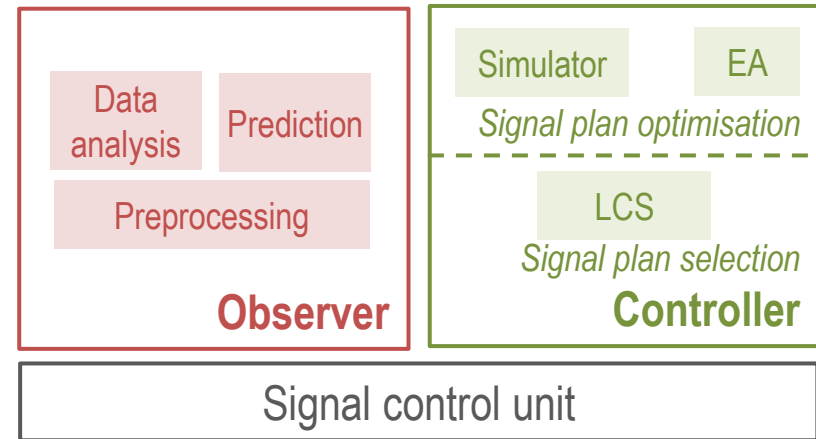 Data
analysis
Prediction
Preprocessing
Observer
Simulator
EA
Signal plan optimisation
LCS
Signal plan selection
Controller
Signal control unit